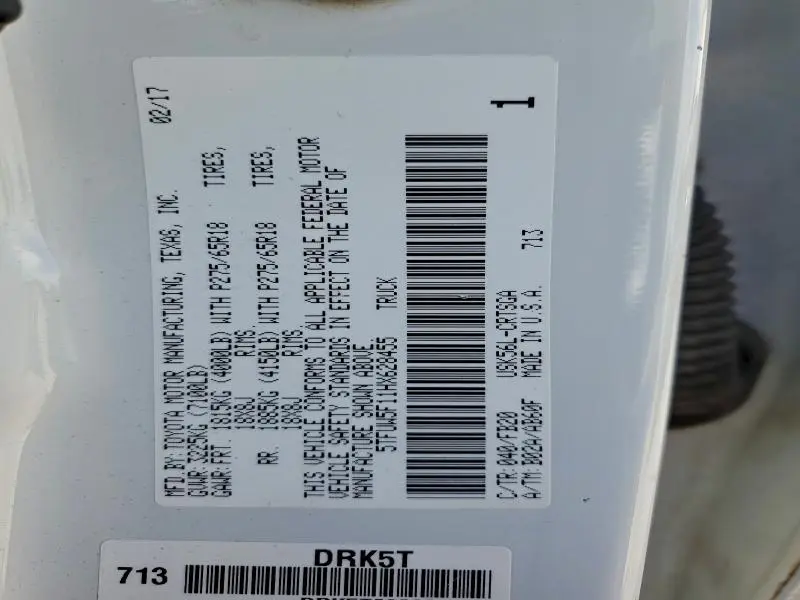 MFD.BY: TOYOTA MOTOR MANUFACTURING, TEXAS, INC. 02/17
GVWR: 3225KG (7100LB)
GAWR: FRT. 1815KG (4000LB) WITH P275/65R18 TIRES,
18X8J RIMS.
RR. 1885KG (4150LB) WITH P275/65R18 TIRES,
18X8J RIMS.
THIS VEHICLE CONFORMS TO ALL APPLICABLE FEDERAL MOTOR
VEHICLE SAFETY STANDARDS IN EFFECT ON THE DATE OF
MANUFACTURE SHOWN ABOVE.
5TFUW5F11HX628455 TRUCK
C/TR: 040/FB20 USK56L-CRTSGA 713 1
A/TM: B02A/AB60F MADE IN U.S.A.
DRK5T
713